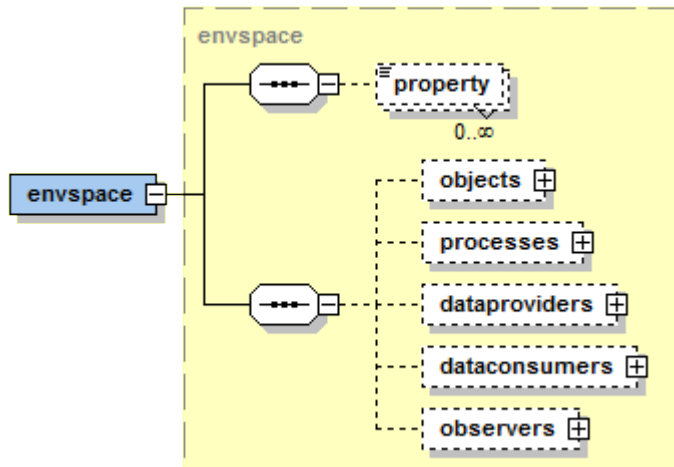 envspace
property
0..∞
envspace
objects
processes
dataproviders
dataconsumers
observers